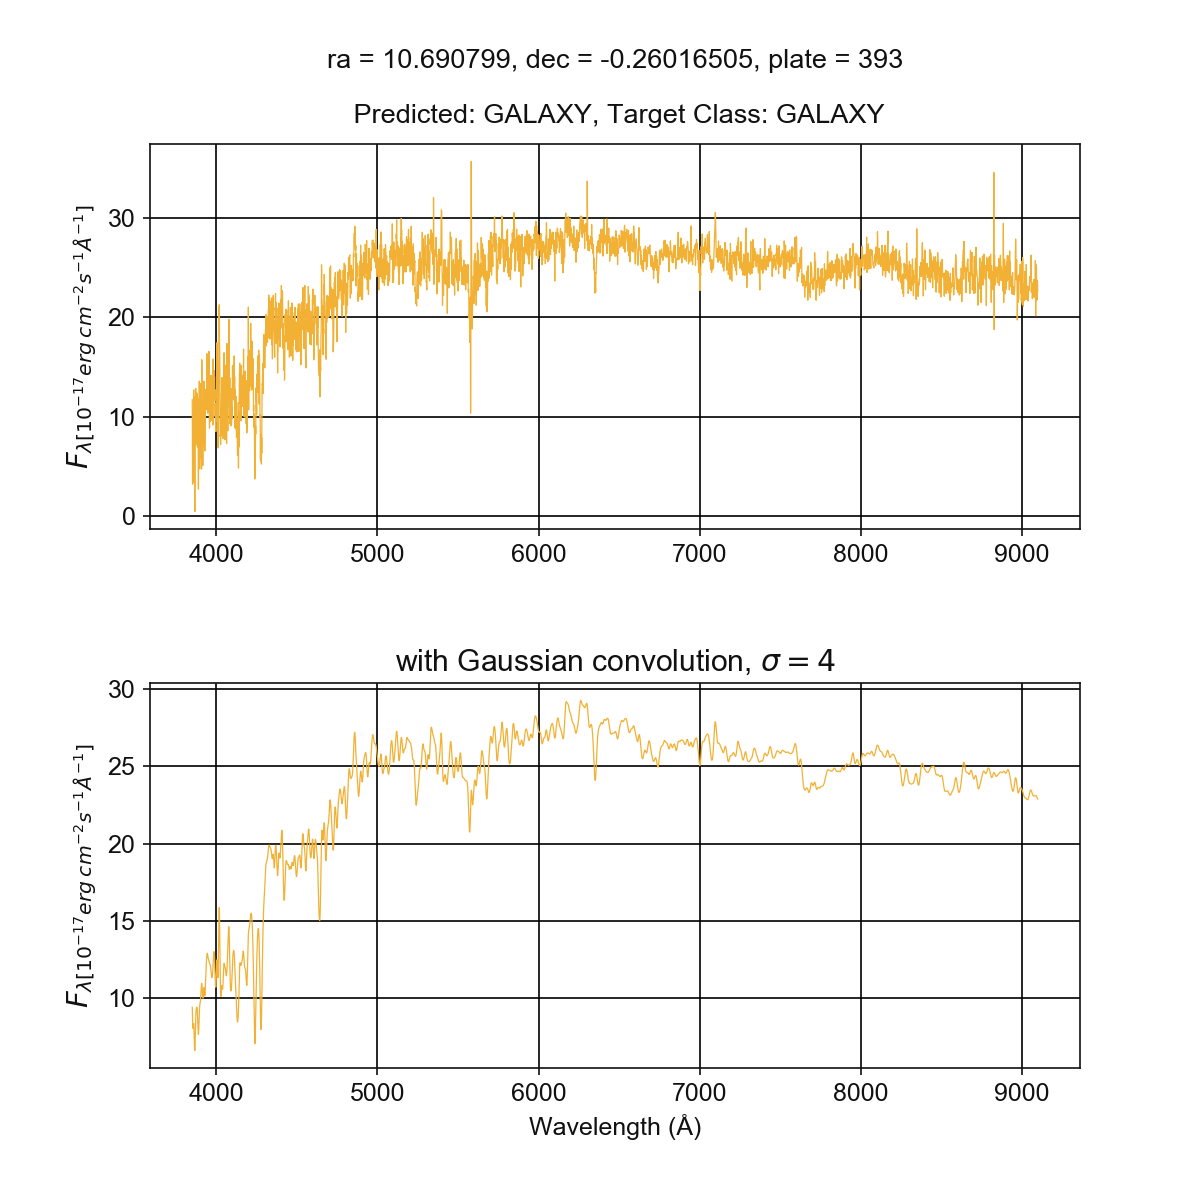 ra = 10.690799, dec = -0.26016505, plate = 393
Predicted: GALAXY, Target Class: GALAXY
F_λ[10^−17 erg cm^−2 s^−1 Å^−1]
30
20
10
0
4000 5000 6000 7000 8000 9000
with Gaussian convolution, σ = 4
F_λ[10^−17 erg cm^−2 s^−1 Å^−1]
30
25
20
15
10
4000 5000 6000 7000 8000 9000
Wavelength (Å)